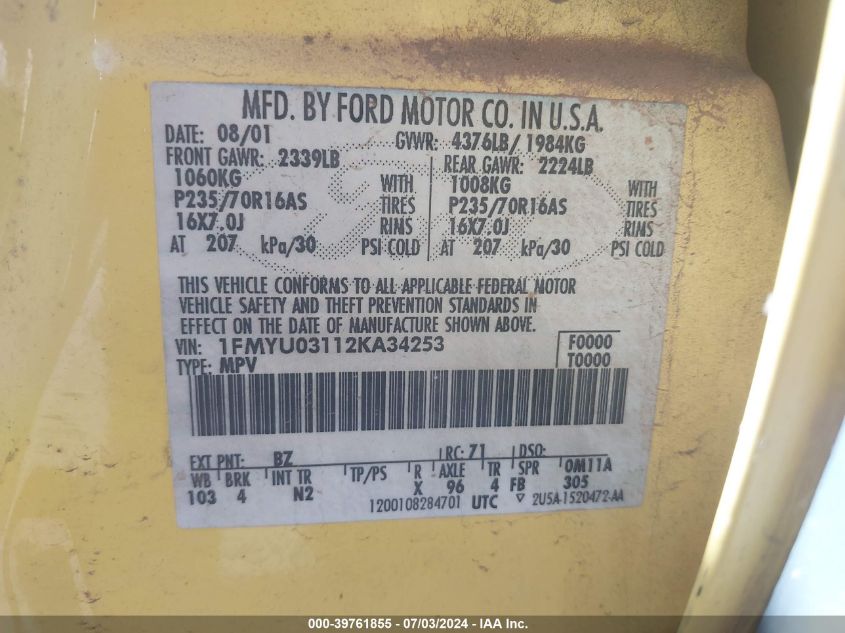 MFD. BY FORD MOTOR CO. IN U.S.A.
DATE: 08/01 GVWR: 4376LB/ 1984KG
FRONT GAWR: 2339LB REAR GAWR: 2224LB
1060KG WITH 1008KG WITH
P235/70R16AS TIRES P235/70R16AS TIRES
16X7.0J RIMS 16X7.0J RIMS
AT 207 kPa/30 PSI COLD AT 207 kPa/30 PSI COLD
THIS VEHICLE CONFORMS TO ALL APPLICABLE FEDERAL MOTOR
VEHICLE SAFETY AND THEFT PREVENTION STANDARDS IN
EFFECT ON THE DATE OF MANUFACTURE SHOWN ABOVE.
VIN: 1FMYU03112KA34253 F0000
TYPE: MPV T0000
EXT PNT: BZ RC: 71 DSO:
WB BRK INT TR TP/PS R AXLE TR SPR 0M11A
103 4 N2 X 96 4 FB 305
1200108284701 UTC ▽ 2U5A-1520472-AA
000-39761855 / 07/03/2024 - IAA Inc.